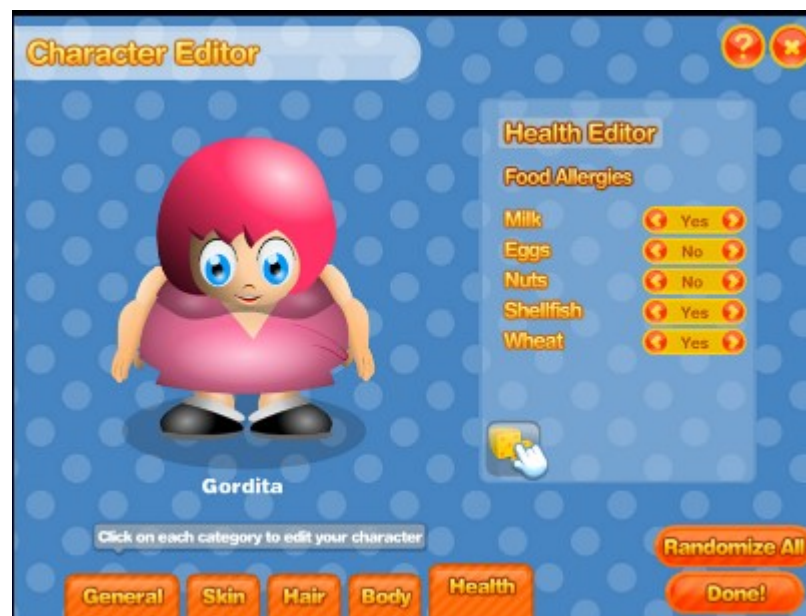 Character Editor
?
Health Editor
Food Allergies
Milk Yes
Eggs No
Nuts No
Shellfish Yes
Wheat Yes
Gordita
Click on each category to edit your character
Randomize All
General Skin Hair Body Health
Done!